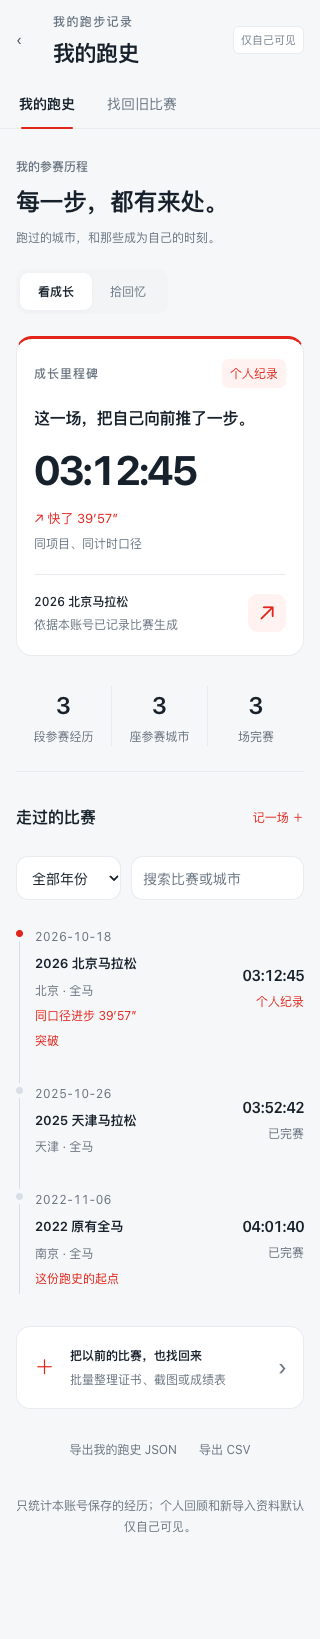 我的跑步记录
‹
我的跑史
仅自己可见
我的跑史
找回旧比赛
我的参赛历程
每一步，都有来处。
跑过的城市，和那些成为自己的时刻。
看成长
拾回忆
成长里程碑
个人纪录
这一场，把自己向前推了一步。
03:12:45
↗ 快了 39′57″
同项目、同计时口径
2026 北京马拉松
依据本账号已记录比赛生成
↗
3
3
3
段参赛经历
座参赛城市
场完赛
走过的比赛
记一场 ＋
全部年份
搜索比赛或城市
2026-10-18
2026 北京马拉松
03:12:45
北京 · 全马
个人纪录
同口径进步 39′57″
突破
2025-10-26
2025 天津马拉松
03:52:42
天津 · 全马
已完赛
2022-11-06
2022 原有全马
04:01:40
南京 · 全马
已完赛
这份跑史的起点
＋
把以前的比赛，也找回来
批量整理证书、截图或成绩表
›
导出我的跑史 JSON
导出 CSV
只统计本账号保存的经历；个人回顾和新导入资料默认
仅自己可见。